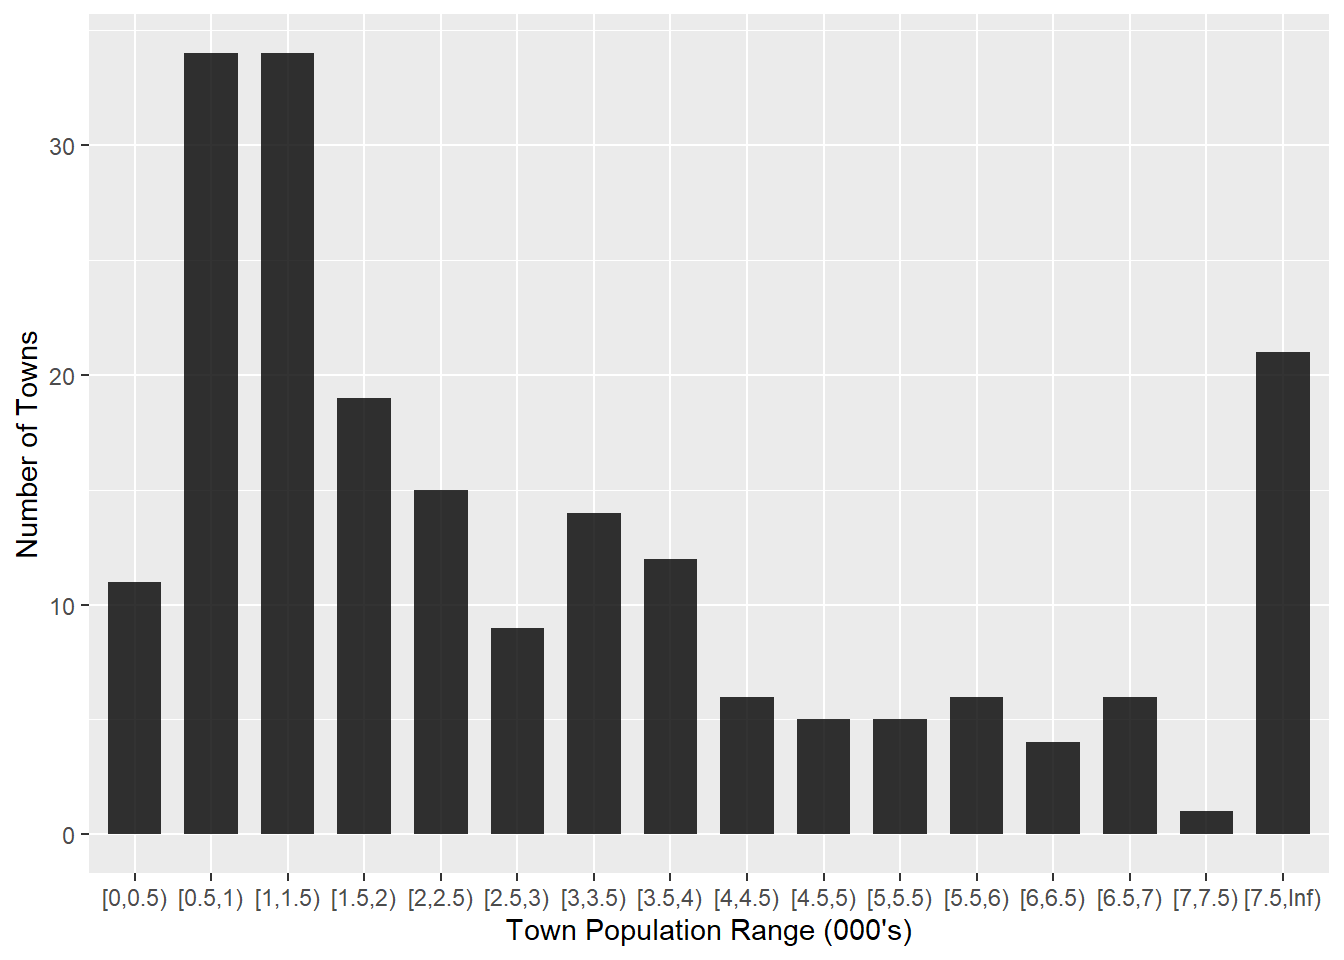 30
20
10
0
Number of Towns
[0,0.5) [0.5,1) [1,1.5) [1.5,2) [2,2.5) [2.5,3) [3,3.5) [3.5,4) [4,4.5) [4.5,5) [5,5.5) [5.5,6) [6,6.5) [6.5,7) [7,7.5) [7.5,Inf)
Town Population Range (000's)